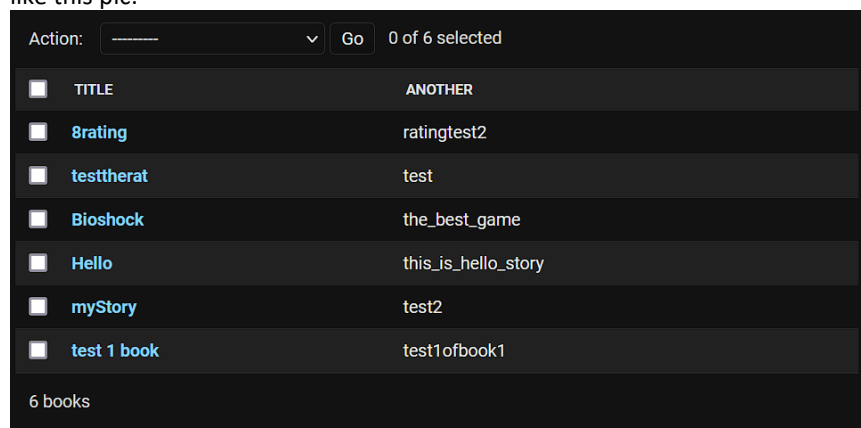 like this pic.
Action: --------- Go 0 of 6 selected
TITLE ANOTHER
8rating ratingtest2
testtherat test
Bioshock the_best_game
Hello this_is_hello_story
myStory test2
test 1 book test1ofbook1
6 books